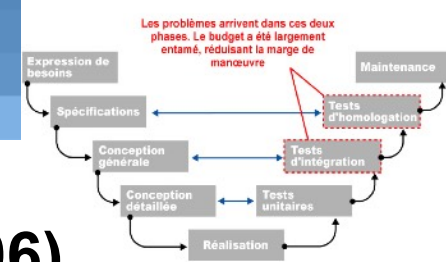 Les problèmes arrivent dans ces deux
phases. Le budget a été largement
entamé, réduisant la marge de
manœuvre
Expression de
besoins
Maintenance
Spécifications
Tests
d'homologation
Conception
générale
Tests
d'intégration
Conception
détaillée
Tests
unitaires
Réalisation